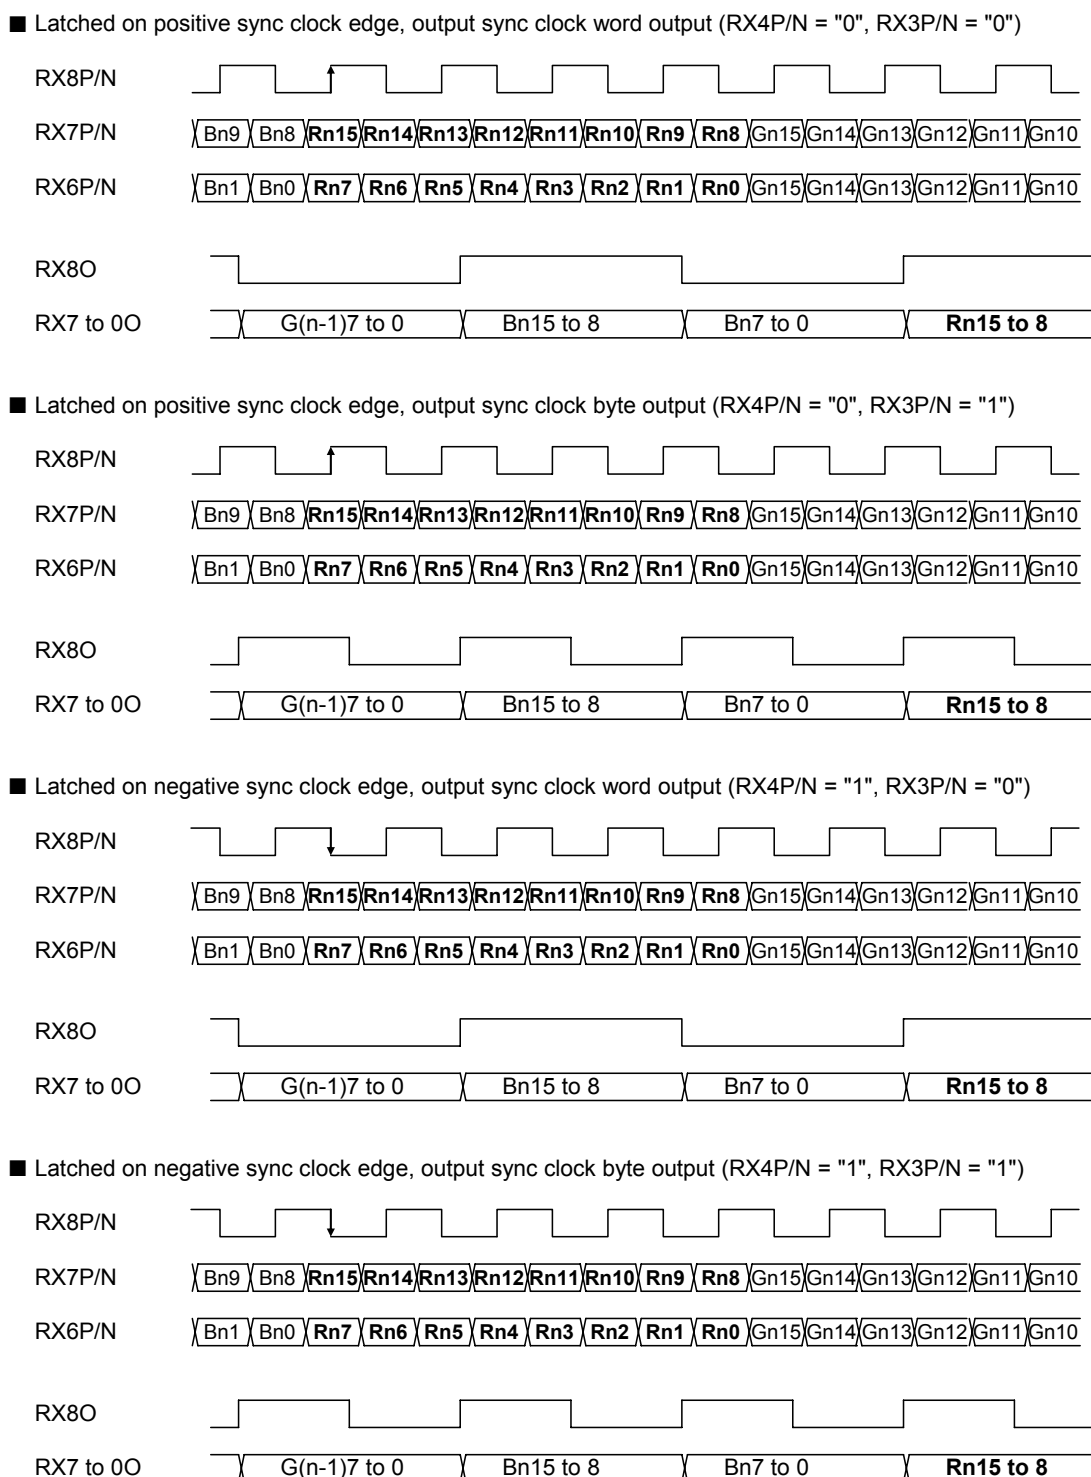 ■ Latched on positive sync clock edge, output sync clock word output (RX4P/N = "0", RX3P/N = "0")
RX8P/N
RX7P/N Bn9 Bn8 Rn15 Rn14 Rn13 Rn12 Rn11 Rn10 Rn9 Rn8 Gn15 Gn14 Gn13 Gn12 Gn11 Gn10
RX6P/N Bn1 Bn0 Rn7 Rn6 Rn5 Rn4 Rn3 Rn2 Rn1 Rn0 Gn15 Gn14 Gn13 Gn12 Gn11 Gn10
RX8O
RX7 to 0O G(n-1)7 to 0 Bn15 to 8 Bn7 to 0 Rn15 to 8
■ Latched on positive sync clock edge, output sync clock byte output (RX4P/N = "0", RX3P/N = "1")
RX8P/N
RX7P/N Bn9 Bn8 Rn15 Rn14 Rn13 Rn12 Rn11 Rn10 Rn9 Rn8 Gn15 Gn14 Gn13 Gn12 Gn11 Gn10
RX6P/N Bn1 Bn0 Rn7 Rn6 Rn5 Rn4 Rn3 Rn2 Rn1 Rn0 Gn15 Gn14 Gn13 Gn12 Gn11 Gn10
RX8O
RX7 to 0O G(n-1)7 to 0 Bn15 to 8 Bn7 to 0 Rn15 to 8
■ Latched on negative sync clock edge, output sync clock word output (RX4P/N = "1", RX3P/N = "0")
RX8P/N
RX7P/N Bn9 Bn8 Rn15 Rn14 Rn13 Rn12 Rn11 Rn10 Rn9 Rn8 Gn15 Gn14 Gn13 Gn12 Gn11 Gn10
RX6P/N Bn1 Bn0 Rn7 Rn6 Rn5 Rn4 Rn3 Rn2 Rn1 Rn0 Gn15 Gn14 Gn13 Gn12 Gn11 Gn10
RX8O
RX7 to 0O G(n-1)7 to 0 Bn15 to 8 Bn7 to 0 Rn15 to 8
■ Latched on negative sync clock edge, output sync clock byte output (RX4P/N = "1", RX3P/N = "1")
RX8P/N
RX7P/N Bn9 Bn8 Rn15 Rn14 Rn13 Rn12 Rn11 Rn10 Rn9 Rn8 Gn15 Gn14 Gn13 Gn12 Gn11 Gn10
RX6P/N Bn1 Bn0 Rn7 Rn6 Rn5 Rn4 Rn3 Rn2 Rn1 Rn0 Gn15 Gn14 Gn13 Gn12 Gn11 Gn10
RX8O
RX7 to 0O G(n-1)7 to 0 Bn15 to 8 Bn7 to 0 Rn15 to 8